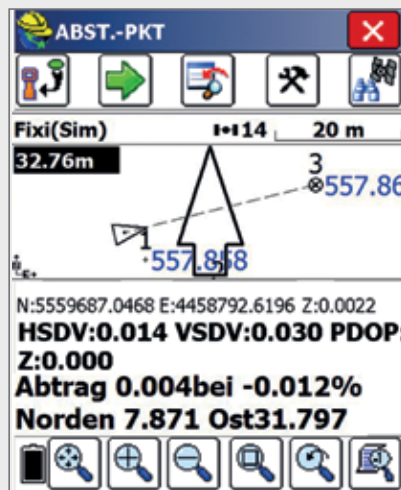 ABST.-PKT
Fixi(Sim) 14 20 m
32.76m
3
557.86
1
557.858
N:5559687.0468 E:4458792.6196 Z:0.0022
HSDV:0.014 VSDV:0.030 PDOP:
Z:0.000
Abtrag 0.004bei -0.012%
Norden 7.871 Ost31.797